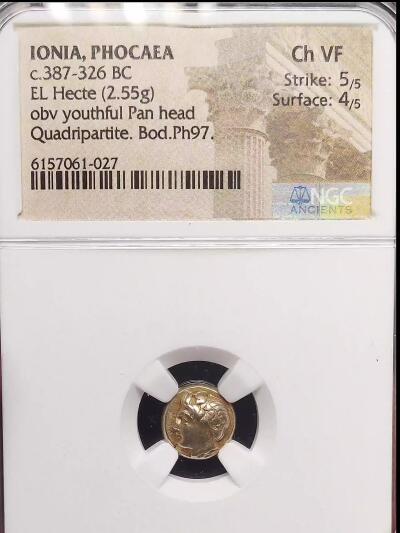 IONIA, PHOCAEA
c.387-326 BC
EL Hecte (2.55g)
obv youthful Pan head
Quadripartite. Bod.Ph97.
6157061-027
Ch VF
Strike: 5/5
Surface: 4/5
NGC
ANCIENTS